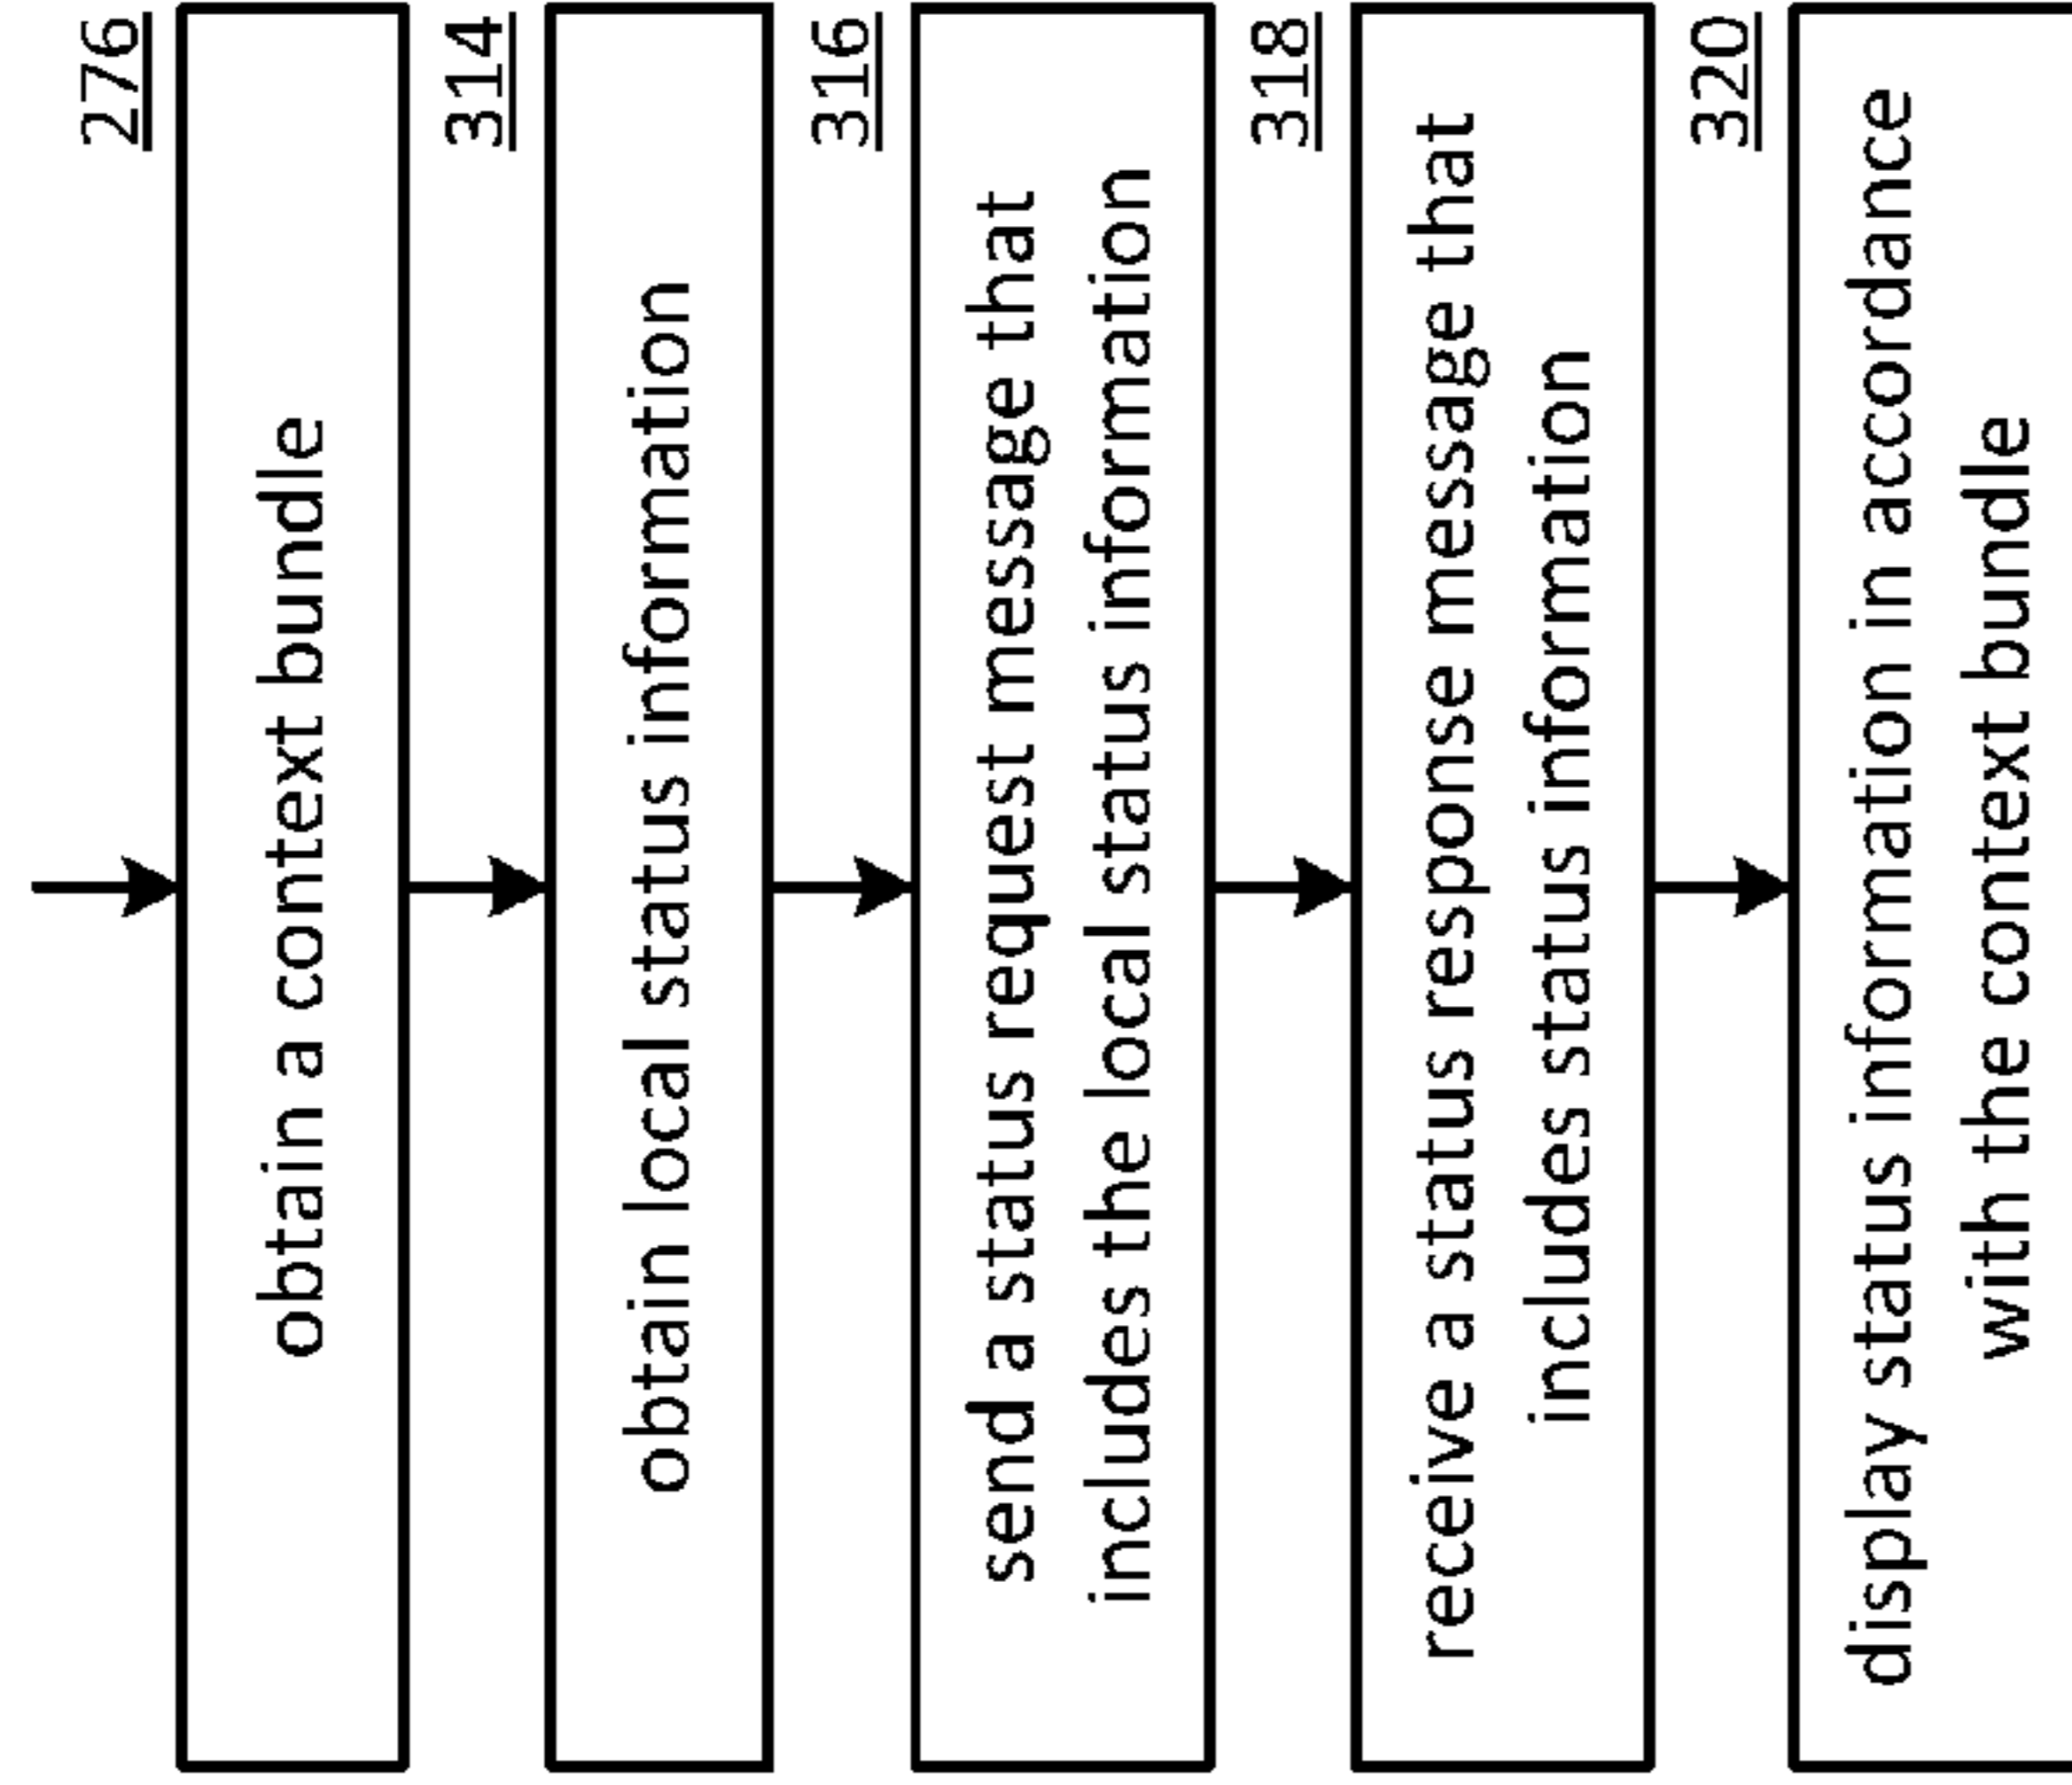 276
obtain a context bundle
314
obtain local status information
316
send a status request message that
includes the local status information
318
receive a status response message that
includes status information
320
display status information in accordance
with the context bundle